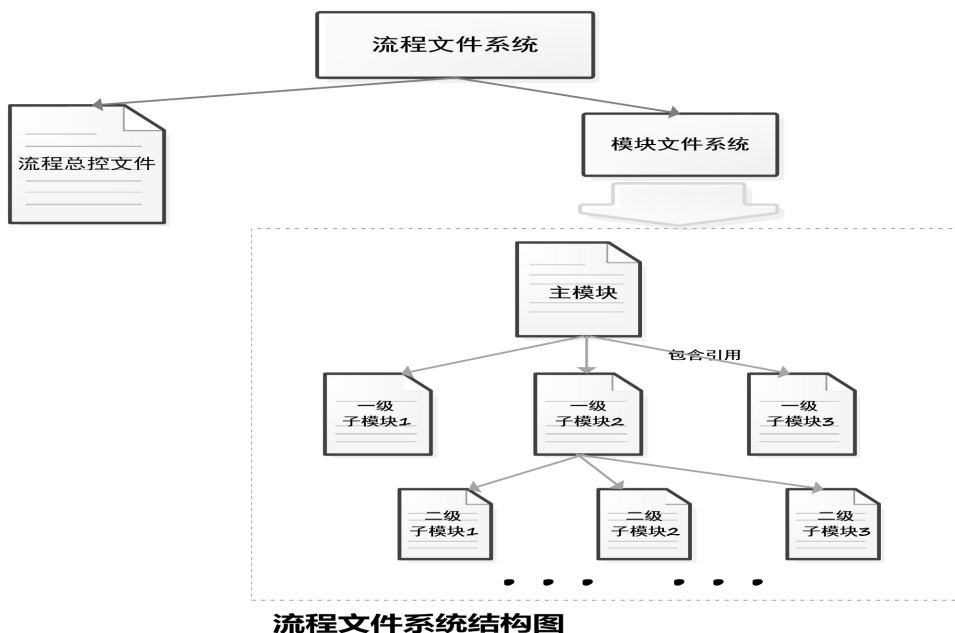 流程文件系统
流程总控文件
模块文件系统
主模块
包含引用
一级
子模块1
一级
子模块2
一级
子模块3
二级
子模块1
二级
子模块2
二级
子模块3
• • • • • •
流程文件系统结构图